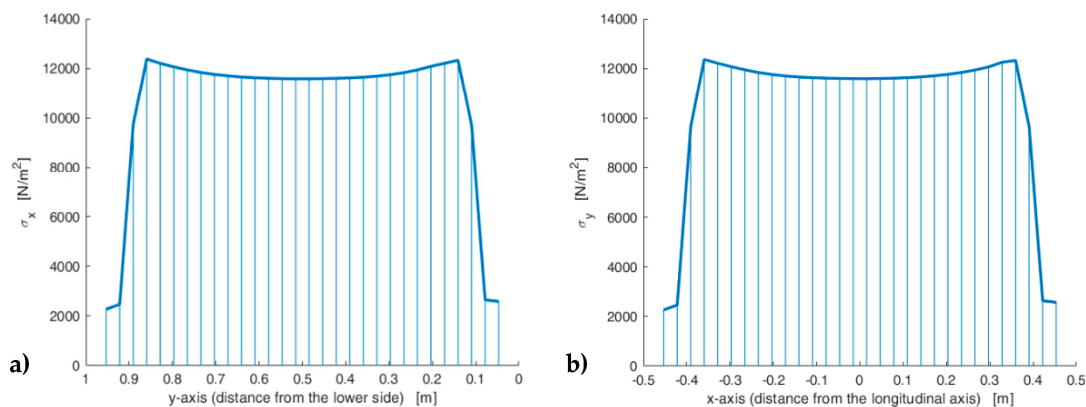 14000
12000
10000
8000
6000
4000
2000
0
σx [N/m²]
1 0.9 0.8 0.7 0.6 0.5 0.4 0.3 0.2 0.1 0
y-axis (distance from the lower side) [m]
a)
14000
12000
10000
8000
6000
4000
2000
0
σy [N/m²]
-0.5 -0.4 -0.3 -0.2 -0.1 0 0.1 0.2 0.3 0.4 0.5
x-axis (distance from the longitudinal axis) [m]
b)